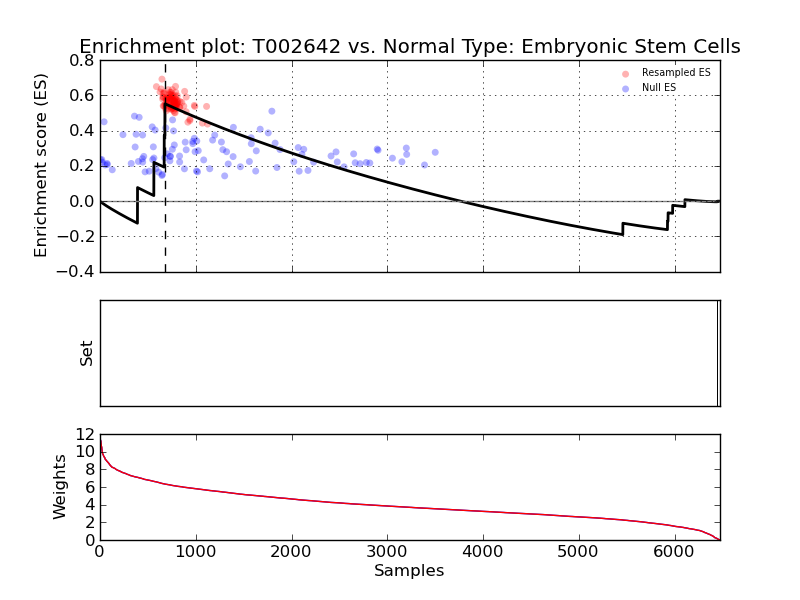 Enrichment plot: T002642 vs. Normal Type: Embryonic Stem Cells
0.8
0.6
0.4
0.2
0.0
−0.2
−0.4
Enrichment score (ES)
Resampled ES
Null ES
Set
12
10
8
6
4
2
0
Weights
0 1000 2000 3000 4000 5000 6000
Samples